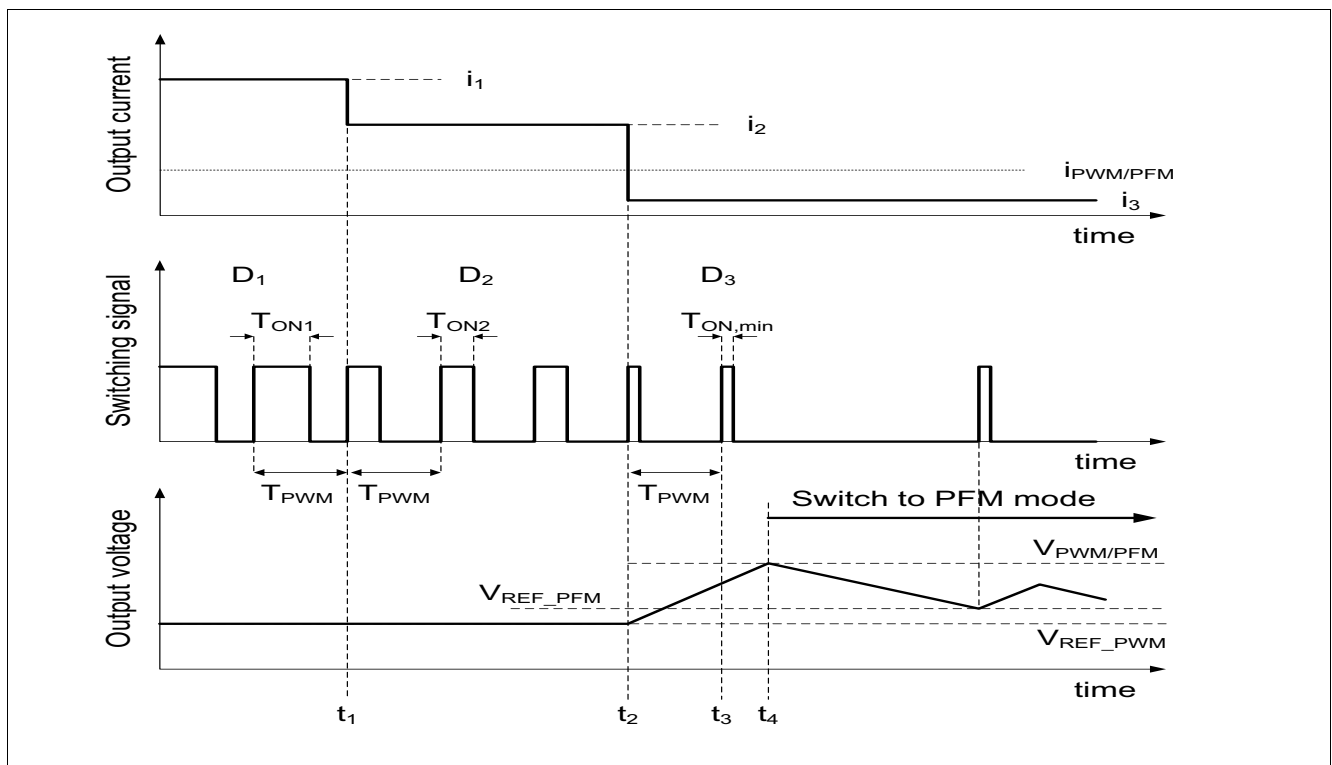 Output current
i1
i2
iPWM/PFM
i3
time
Switching signal
D1
D2
D3
TON1
TON2
TON,min
time
TPWM
TPWM
TPWM
Output voltage
Switch to PFM mode
VPWM/PFM
VREF_PFM
VREF_PWM
time
t1
t2
t3
t4